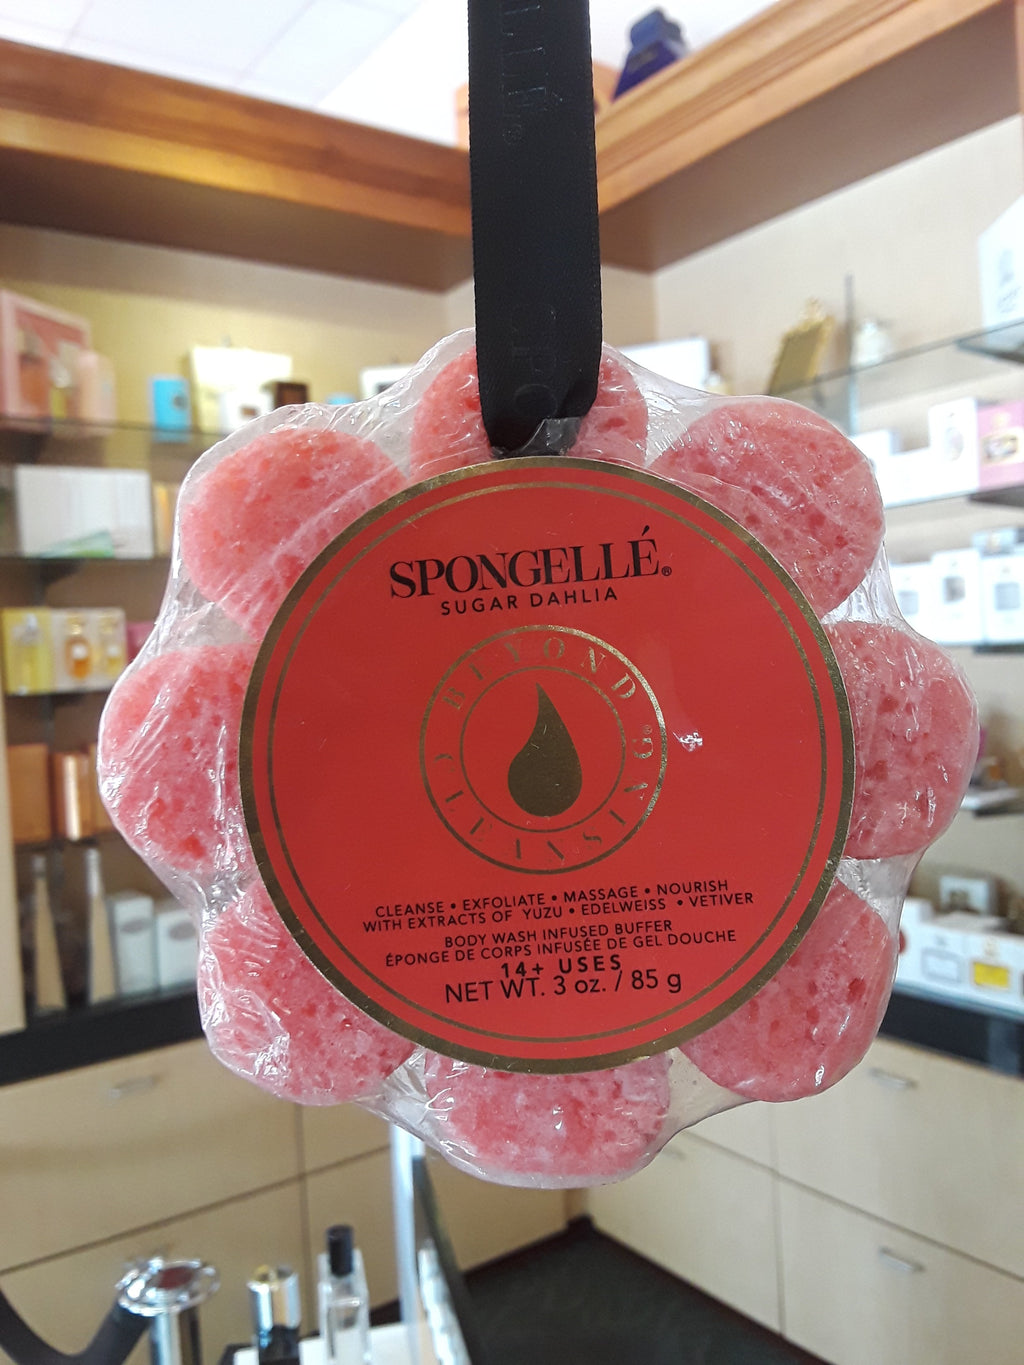 SPONGELLÉ®
SUGAR DAHLIA
BEYOND CLEANSING®
CLEANSE • EXFOLIATE • MASSAGE • NOURISH
WITH EXTRACTS OF YUZU • EDELWEISS • VETIVER
BODY WASH INFUSED BUFFER
ÉPONGE DE CORPS INFUSÉE DE GEL DOUCHE
14+ USES
NET WT. 3 oz. / 85 g